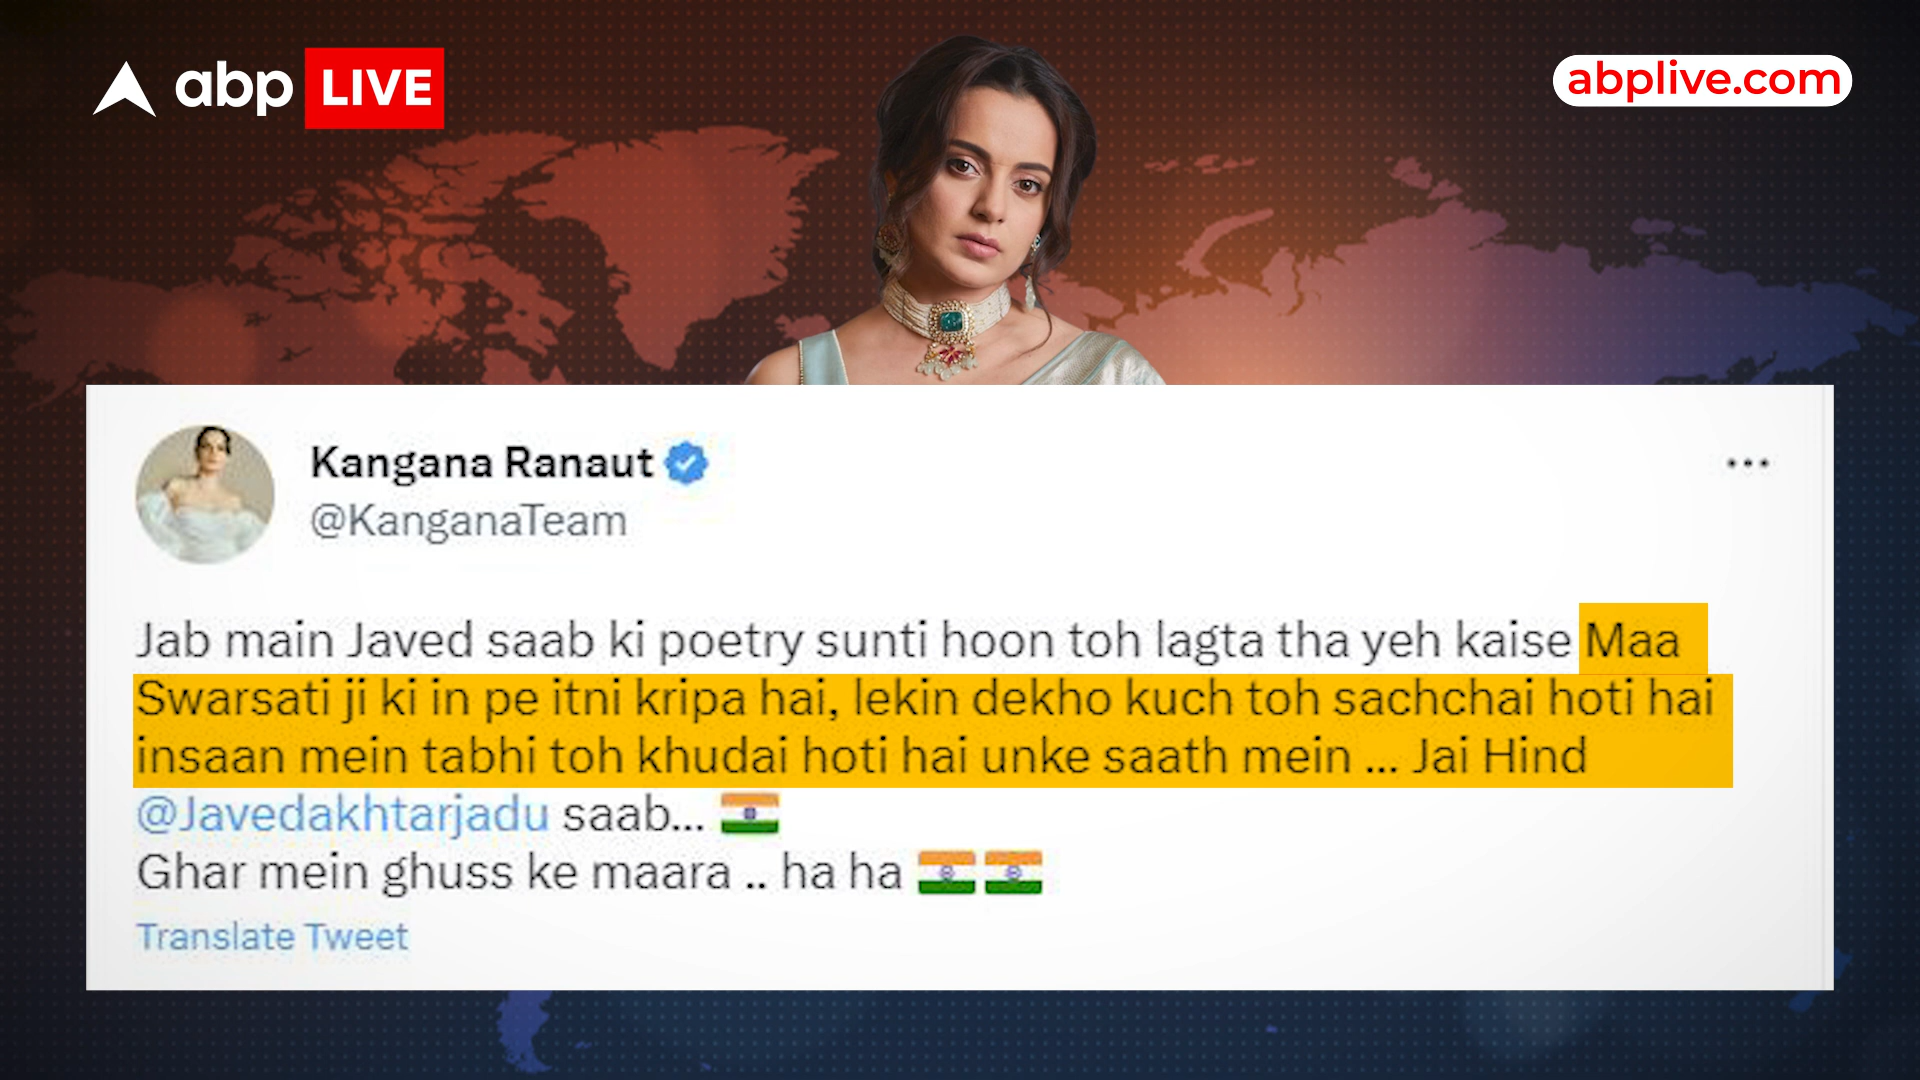 abp LIVE
abplive.com
Kangana Ranaut
@KanganaTeam
Jab main Javed saab ki poetry sunti hoon toh lagta tha yeh kaise Maa
Swarsati ji ki in pe itni kripa hai, lekin dekho kuch toh sachchai hoti hai
insaan mein tabhi toh khudai hoti hai unke saath mein ... Jai Hind
@Javedakhtarjadu saab... 🇮🇳
Ghar mein ghuss ke maara .. ha ha 🇮🇳🇮🇳
Translate Tweet